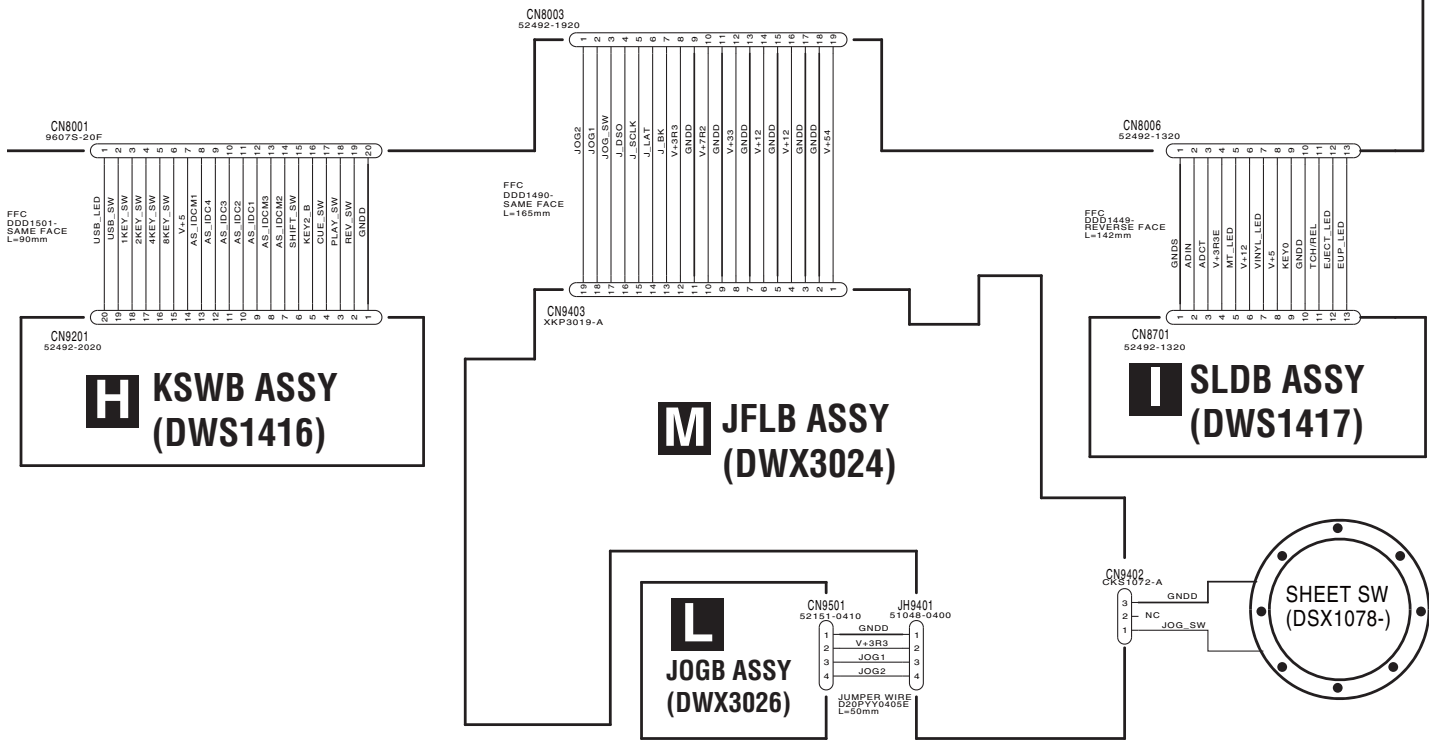 CN8003
52492-1920
1 2 3 4 5 6 7 8 9 10 11 12 13 14 15 16 17 18 19
JOG2
JOG1
JOG_SW
J_DSO
J_SCLK
J_LAT
J_BK
V+3R3
GNDD
V+7R2
GNDD
V+33
GNDD
V+12
GNDD
V+12
GNDD
GNDD
V+54
FFC
DDD1490-
SAME FACE
L=165mm
19 18 17 16 15 14 13 12 11 10 9 8 7 6 5 4 3 2 1
CN9403
XKP3019-A
CN8001
9607S-20F
1 2 3 4 5 6 7 8 9 10 11 12 13 14 15 16 17 18 19 20
USB_LED
USB_SW
1KEY_SW
2KEY_SW
4KEY_SW
8KEY_SW
V+5
AS_IDCM1
AS_IDC4
AS_IDC3
AS_IDC2
AS_IDC1
AS_IDCM3
AS_IDCM2
SHIFT_SW
KEY2_B
CUE_SW
PLAY_SW
REV_SW
GNDD
FFC
DDD1501-
SAME FACE
L=90mm
20 19 18 17 16 15 14 13 12 11 10 9 8 7 6 5 4 3 2 1
CN9201
52492-2020
H KSWB ASSY
(DWS1416)
CN8006
52492-1320
1 2 3 4 5 6 7 8 9 10 11 12 13
GNDS
ADIN
ADCT
V+3R3E
MT_LED
V+12
VINYL_LED
V+5
KEY0
GNDD
TCH/REL
EJECT_LED
EUP_LED
FFC
DDD1449-
REVERSE FACE
L=142mm
1 2 3 4 5 6 7 8 9 10 11 12 13
CN8701
52492-1320
I SLDB ASSY
(DWS1417)
M JFLB ASSY
(DWX3024)
L
JOGB ASSY
(DWX3026)
CN9501
52151-0410
JH9401
51048-0400
1 GNDD 1
2 V+3R3 2
3 JOG1 3
4 JOG2 4
JUMPER WIRE
D20PYY0405E
L=50mm
CN9402
CKS1072-A
3 GNDD
2 NC
1 JOG_SW
SHEET SW
(DSX1078-)